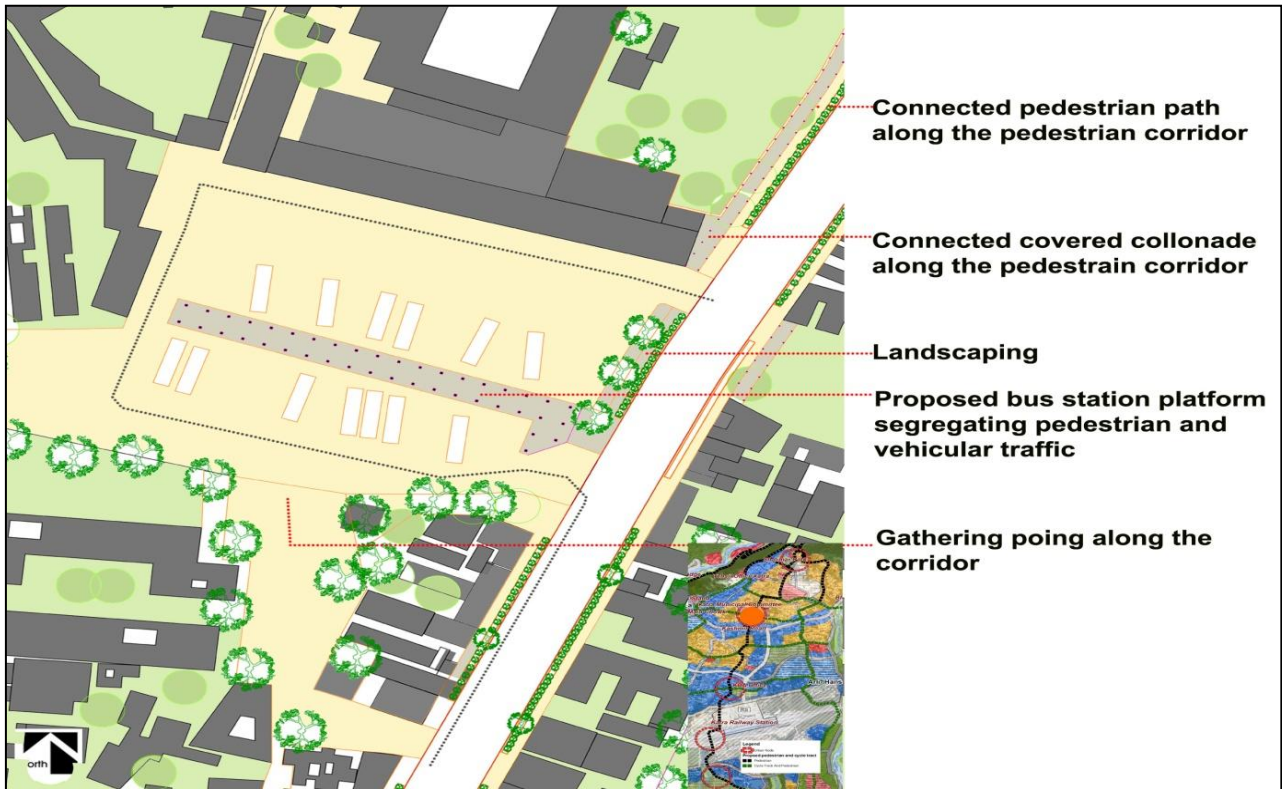 Connected pedestrian path
along the pedestrian corridor
Connected covered collonade
along the pedestrain corridor
Landscaping
Proposed bus station platform
segregating pedestrian and
vehicular traffic
Gathering poing along the
corridor
Railway Station
Legend
Pedestrian
orth